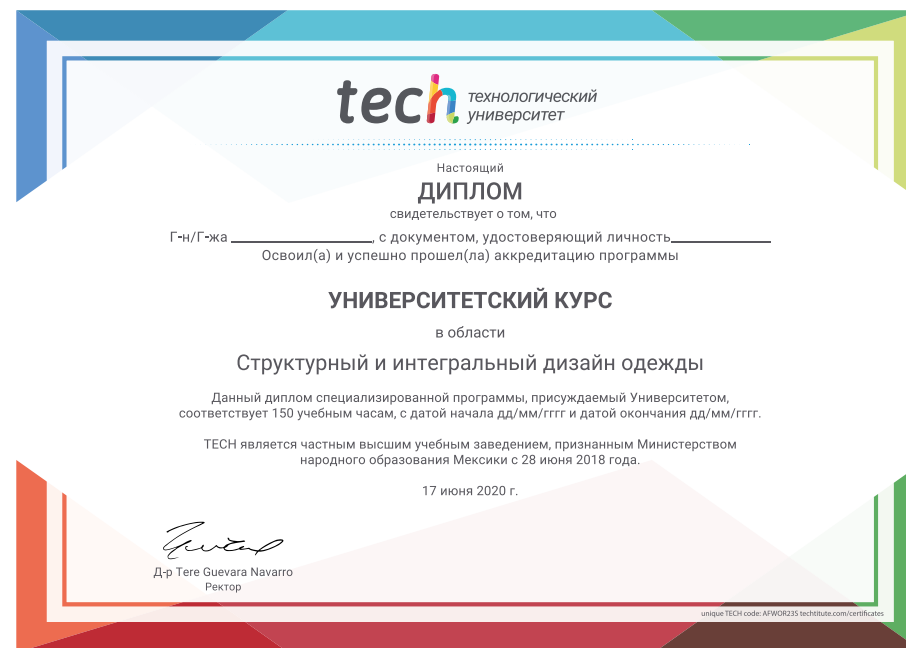 tech технологический
университет
Настоящий
ДИПЛОМ
свидетельствует о том, что
Г-н/Г-жа ____________________, с документом, удостоверяющий личность______________
Освоил(а) и успешно прошел(ла) аккредитацию программы
УНИВЕРСИТЕТСКИЙ КУРС
в области
Структурный и интегральный дизайн одежды
Данный диплом специализированной программы, присуждаемый Университетом,
соответствует 150 учебным часам, с датой начала дд/мм/гггг и датой окончания дд/мм/гггг.
TECH является частным высшим учебным заведением, признанным Министерством
народного образования Мексики с 28 июня 2018 года.
17 июня 2020 г.
Д-р Tere Guevara Navarro
Ректор
unique TECH code: AFWOR23S techtitute.com/certificates